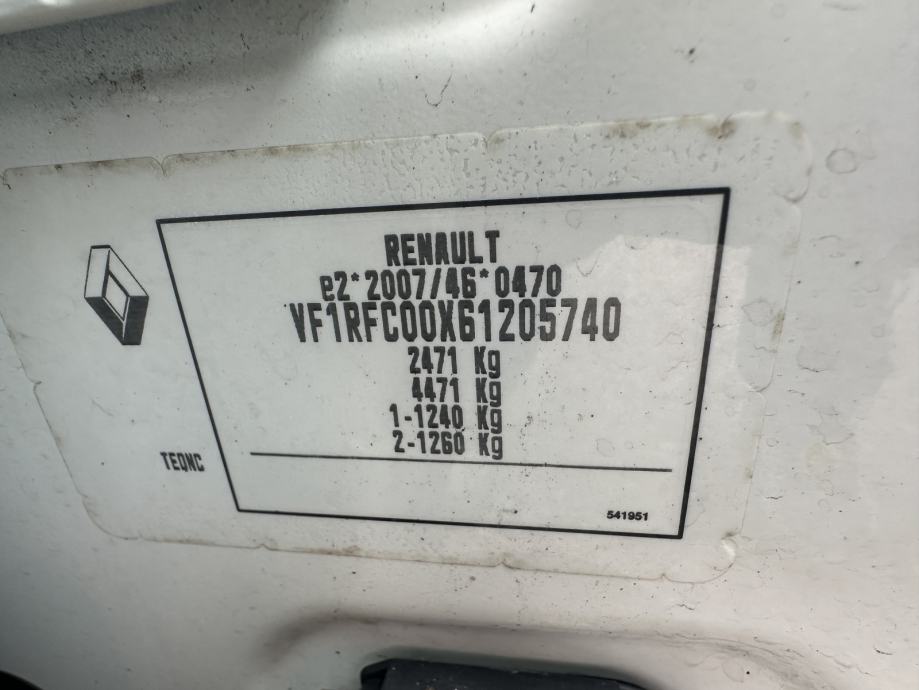 RENAULT
e2*2007/46*0470
VF1RFC00X61205740
2471 Kg
4471 Kg
1-1240 Kg
2-1260 Kg
TEQNC
541951